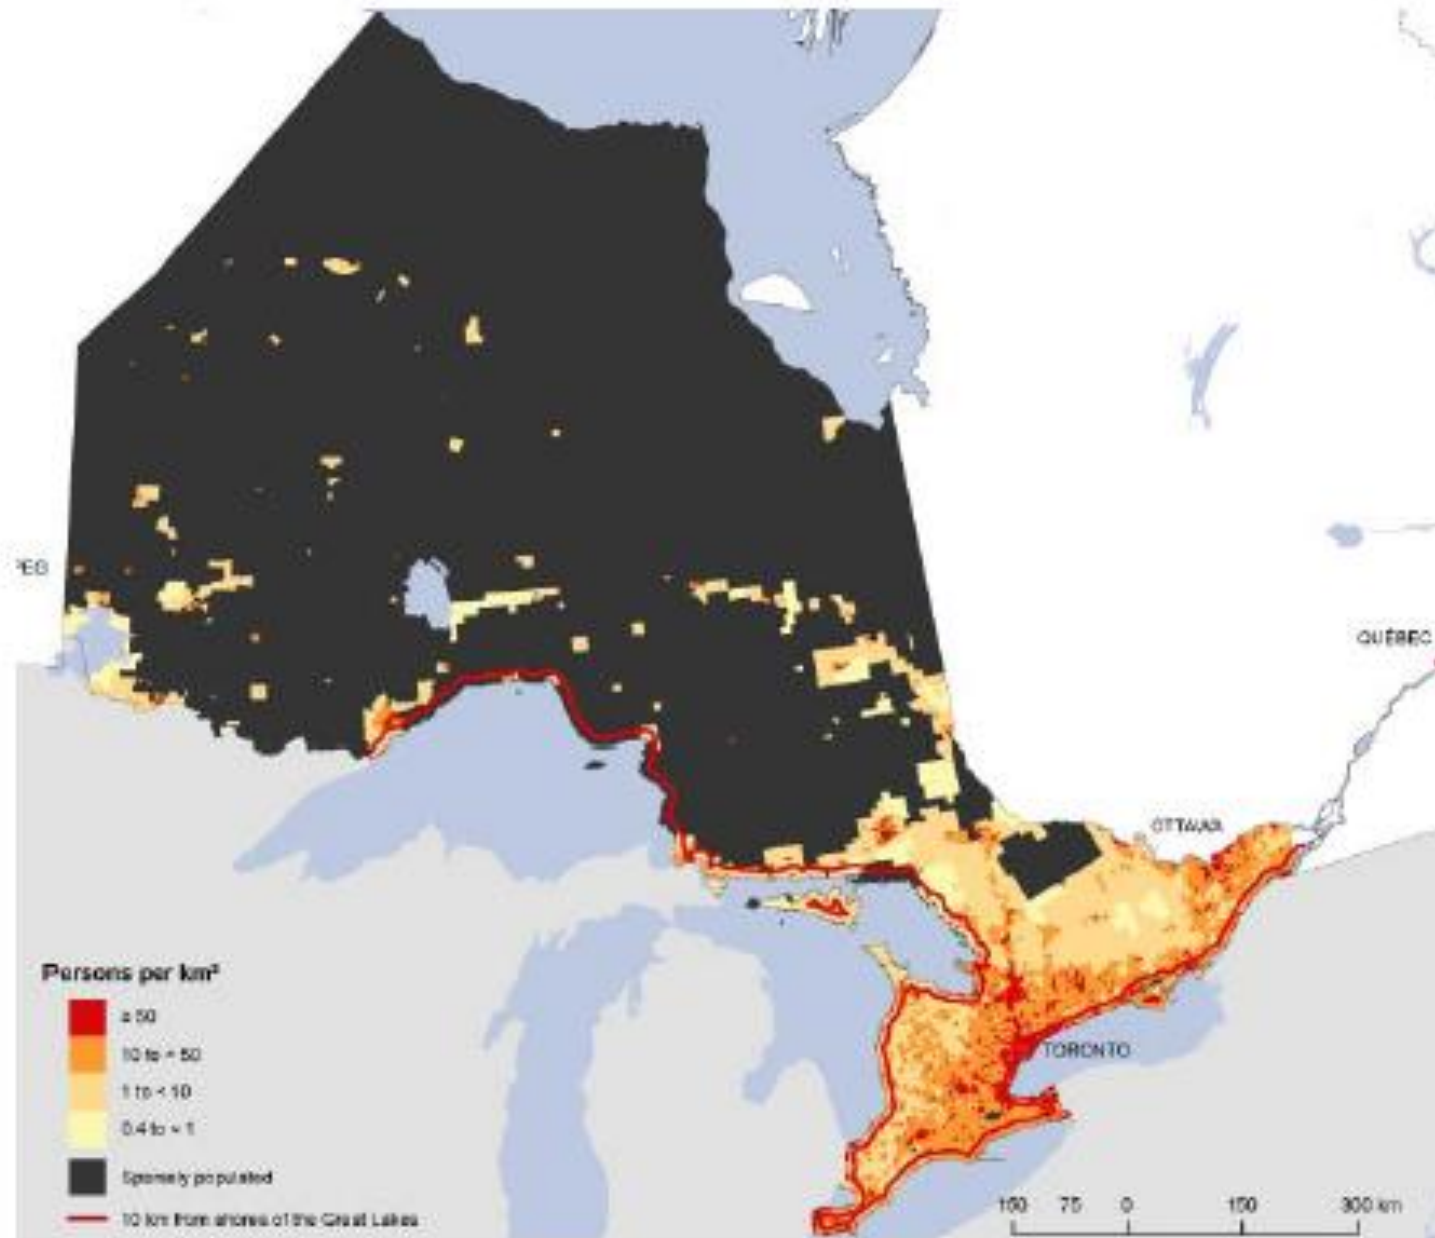 PEG
QUÉBEC
OTTAWA
TORONTO
Persons per km²
≥ 50
10 to < 50
1 to < 10
0.4 to < 1
Sparsely populated
10 km from shores of the Great Lakes
150 75 0 150 300 km